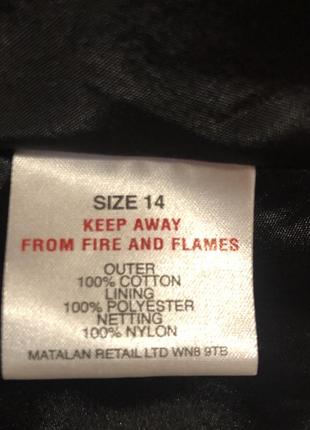 SIZE 14
KEEP AWAY
FROM FIRE AND FLAMES
OUTER
100% COTTON
LINING
100% POLYESTER
NETTING
100% NYLON
MATALAN RETAIL LTD WN8 9TB